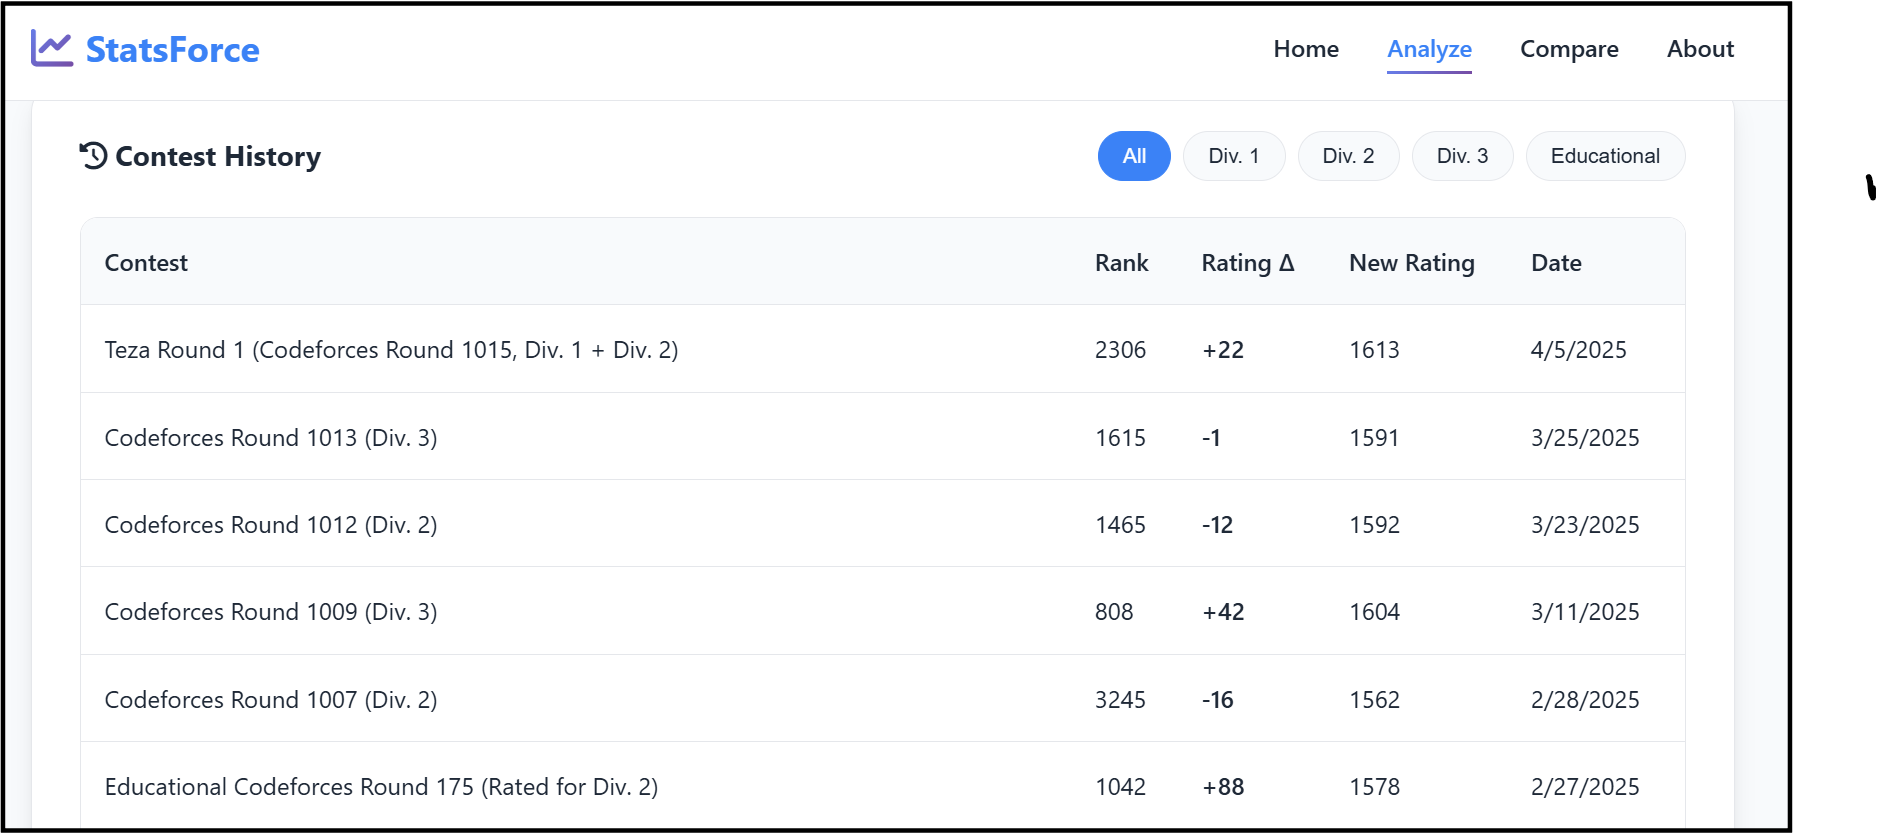 StatsForce Home Analyze Compare About
Contest History All Div. 1 Div. 2 Div. 3 Educational
Contest Rank Rating Δ New Rating Date
Teza Round 1 (Codeforces Round 1015, Div. 1 + Div. 2) 2306 +22 1613 4/5/2025
Codeforces Round 1013 (Div. 3) 1615 -1 1591 3/25/2025
Codeforces Round 1012 (Div. 2) 1465 -12 1592 3/23/2025
Codeforces Round 1009 (Div. 3) 808 +42 1604 3/11/2025
Codeforces Round 1007 (Div. 2) 3245 -16 1562 2/28/2025
Educational Codeforces Round 175 (Rated for Div. 2) 1042 +88 1578 2/27/2025